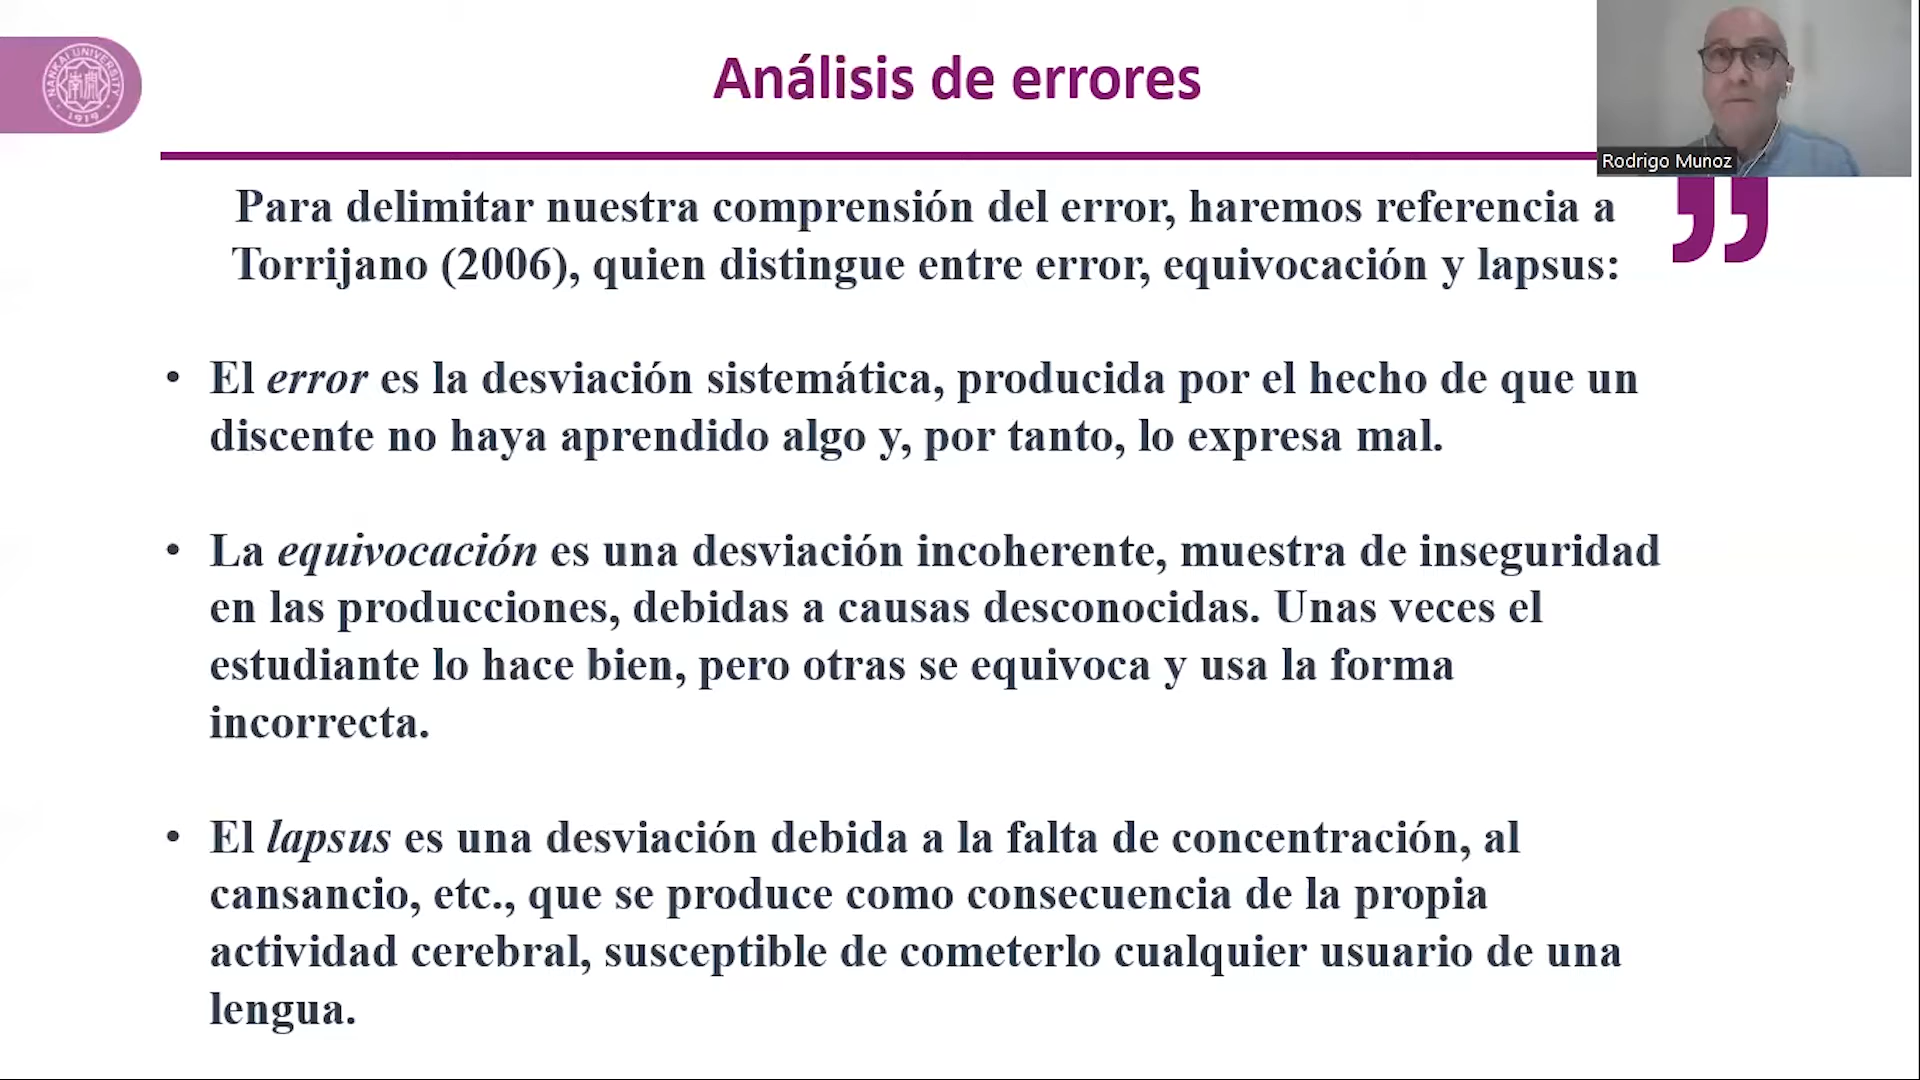 NANKAI UNIVERSITY
1919
Análisis de errores
Rodrigo Munoz
Para delimitar nuestra comprensión del error, haremos referencia a
Torrijano (2006), quien distingue entre error, equivocación y lapsus:
”
• El error es la desviación sistemática, producida por el hecho de que un
discente no haya aprendido algo y, por tanto, lo expresa mal.
• La equivocación es una desviación incoherente, muestra de inseguridad
en las producciones, debidas a causas desconocidas. Unas veces el
estudiante lo hace bien, pero otras se equivoca y usa la forma
incorrecta.
• El lapsus es una desviación debida a la falta de concentración, al
cansancio, etc., que se produce como consecuencia de la propia
actividad cerebral, susceptible de cometerlo cualquier usuario de una
lengua.